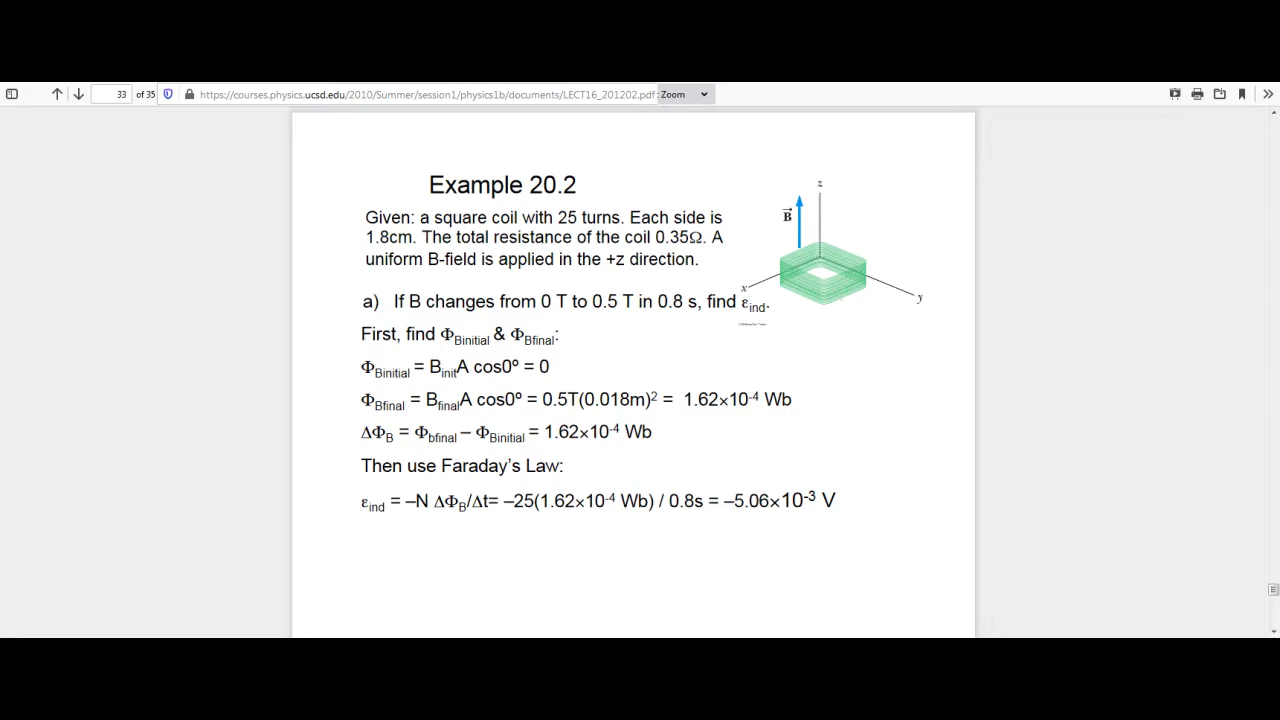 33 of 35
https://courses.physics.ucsd.edu/2010/Summer/session1/physics1b/documents/LECT16_201202.pdf
Zoom
Example 20.2
Given: a square coil with 25 turns. Each side is
1.8cm. The total resistance of the coil 0.35Ω. A
uniform B-field is applied in the +z direction.
z
B
x
y
a) If B changes from 0 T to 0.5 T in 0.8 s, find εind.
First, find ΦBinitial & ΦBfinal:
ΦBinitial = BinitA cos0º = 0
ΦBfinal = BfinalA cos0º = 0.5T(0.018m)² = 1.62×10⁻⁴ Wb
ΔΦB = Φbfinal – ΦBinitial = 1.62×10⁻⁴ Wb
Then use Faraday’s Law:
εind = –N ΔΦB/Δt= –25(1.62×10⁻⁴ Wb) / 0.8s = –5.06×10⁻³ V